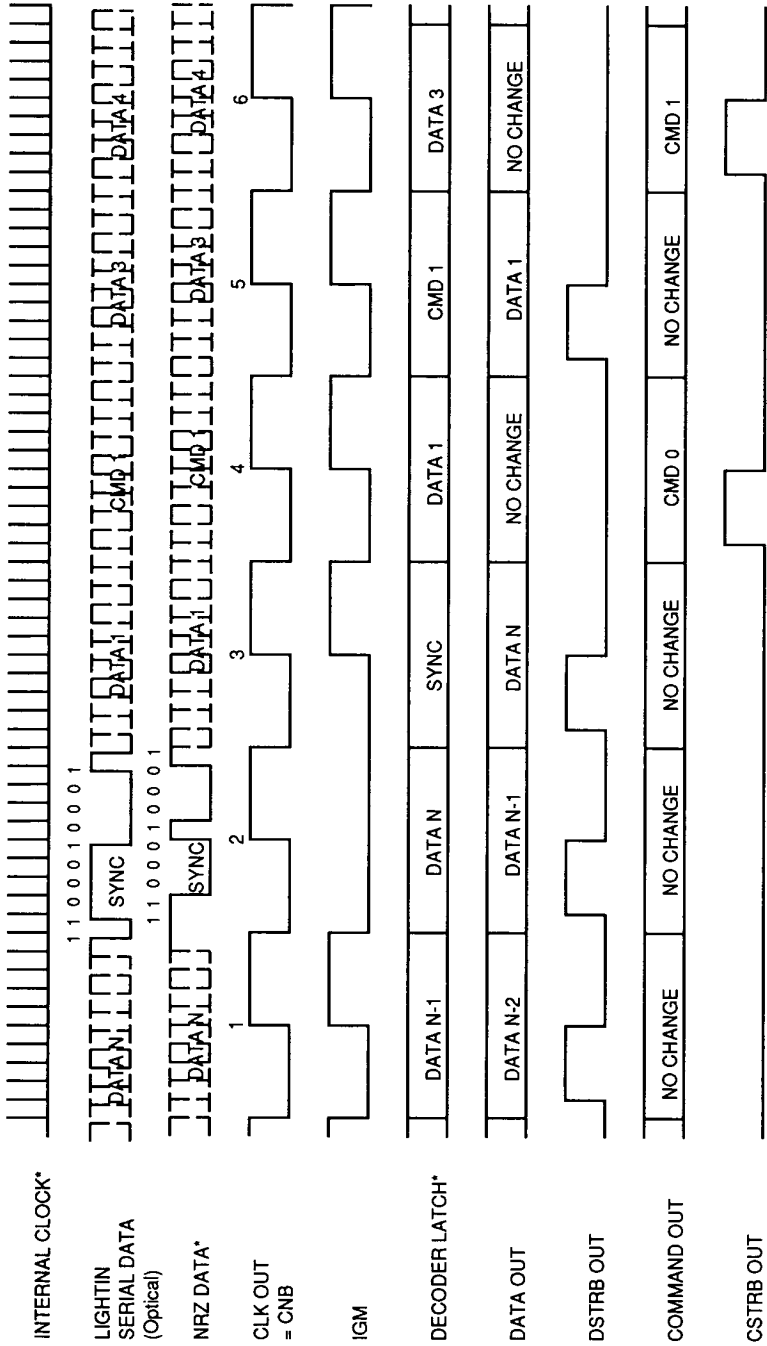 INTERNAL CLOCK*
LIGHTIN
SERIAL DATA
(Optical)
DATA N
1 1 0 0 0 1 0 0 0 1
SYNC
DATA 1
CMD 1
DATA 3
DATA 4
NRZ DATA*
DATA N
1 1 0 0 0 1 0 0 0 1
SYNC
DATA 1
CMD 1
DATA 3
DATA 4
CLK OUT
= CNB
1 2 3 4 5 6
IGM
DECODER LATCH*
DATA N-1
DATA N
SYNC
DATA 1
CMD 1
DATA 3
DATA OUT
DATA N-2
DATA N-1
DATA N
NO CHANGE
DATA 1
NO CHANGE
DSTRB OUT
COMMAND OUT
NO CHANGE
NO CHANGE
NO CHANGE
CMD 0
NO CHANGE
CMD 1
CSTRB OUT